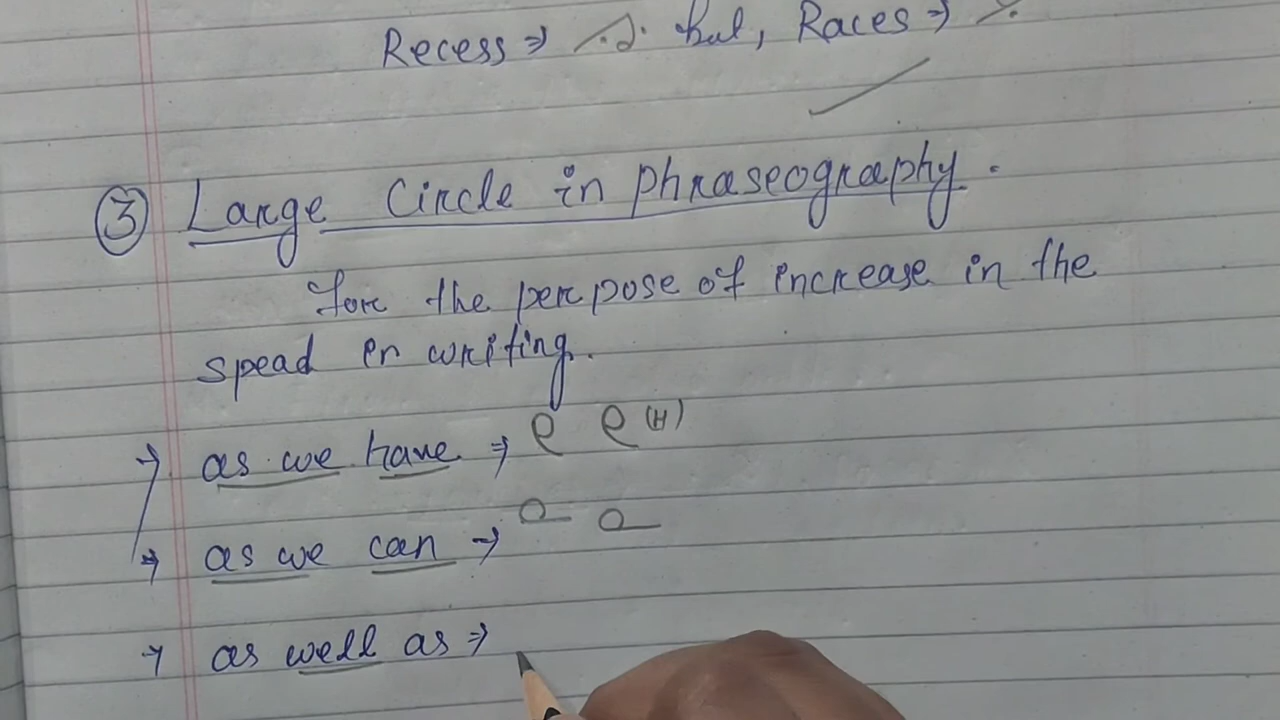 Recess ⇒ but, Races ⇒
③ Large Circle in Phraseography.
for the perpose of increase in the
spead in writing.
→ as we have ⇒ (H)
→ as we can →
→ as well as ⇒